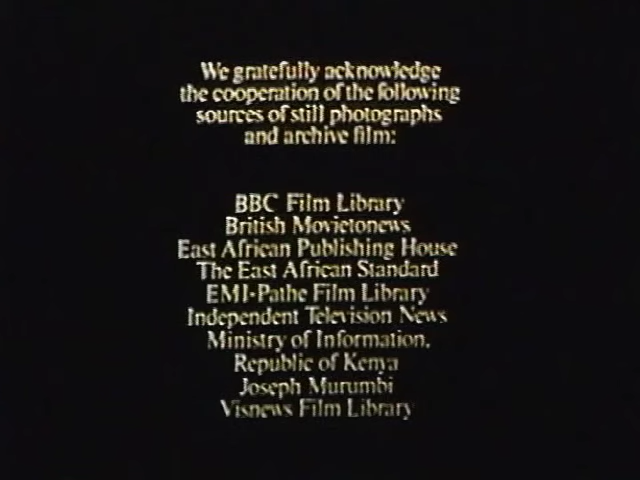 We gratefully acknowledge
the cooperation of the following
sources of still photographs
and archive film:
BBC Film Library
British Movietonews
East African Publishing House
The East African Standard
EMI-Pathe Film Library
Independent Television News
Ministry of Information,
Republic of Kenya
Joseph Murumbi
Visnews Film Library